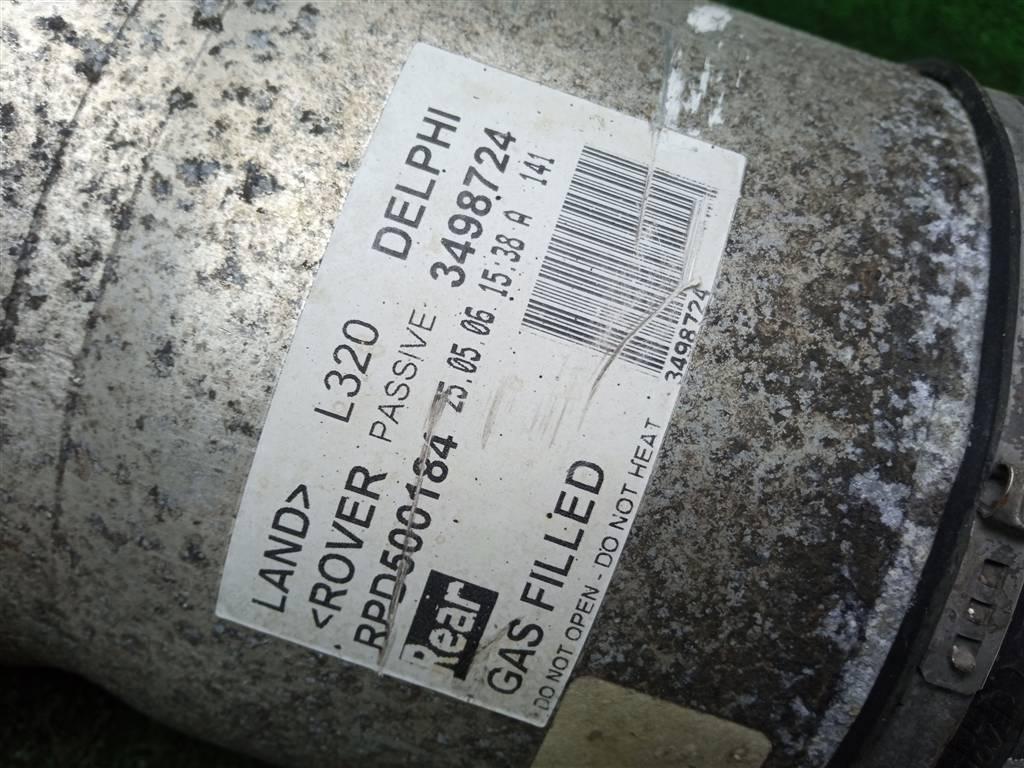 LAND> L320 DELPHI
<ROVER PASSIVE 3498724
RPD500184 25.05.06 15:38 A 141
Rear
GAS FILLED
3498724
DO NOT OPEN - DO NOT HEAT